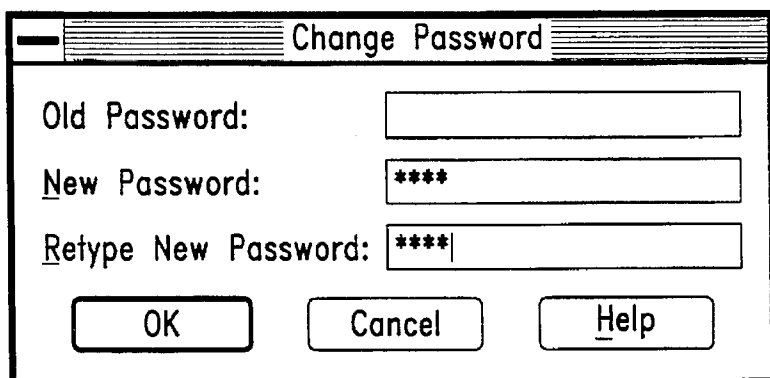 Change Password
Old Password:
New Password: ****
Retype New Password: ****
OK Cancel Help